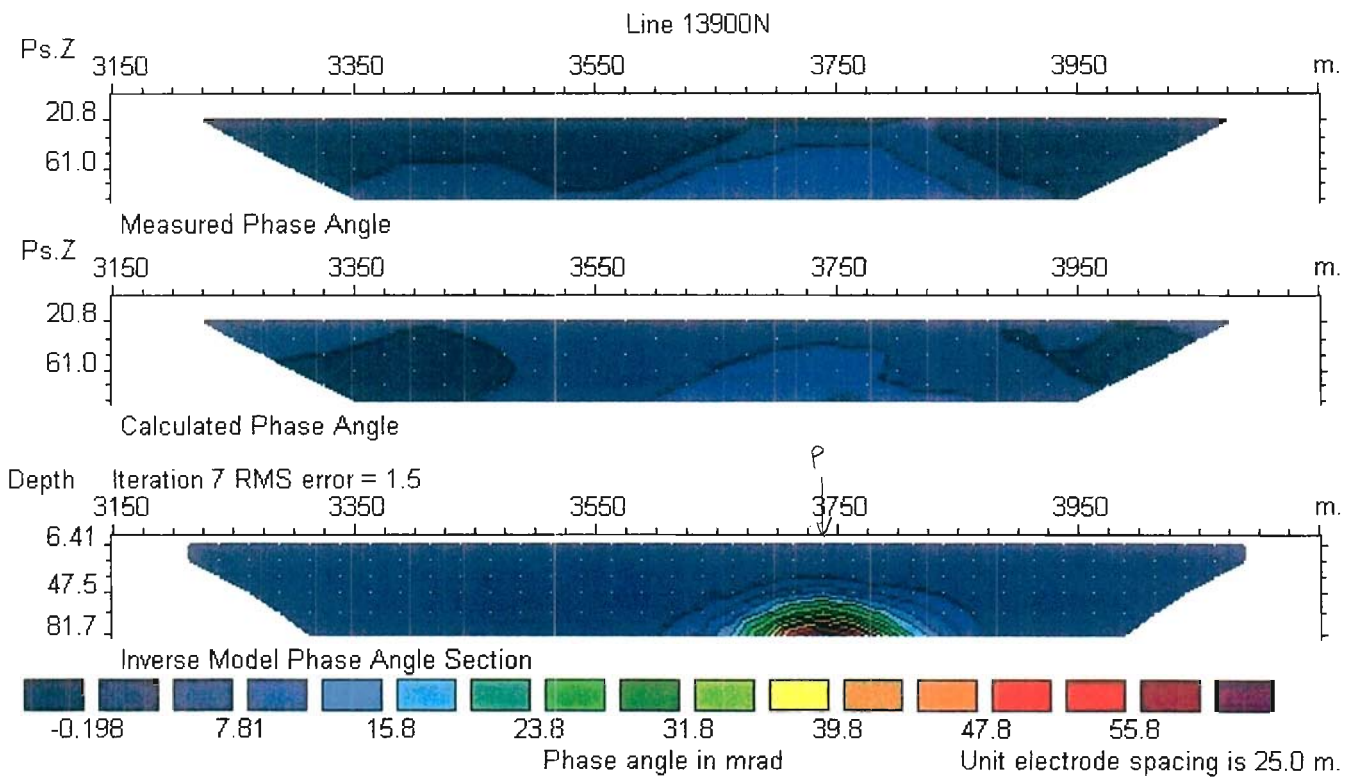 Line 13900N
Ps.Z 3150 3350 3550 3750 3950 m.
20.8
61.0
Measured Phase Angle
Ps.Z 3150 3350 3550 3750 3950 m.
20.8
61.0
Calculated Phase Angle
P
Depth Iteration 7 RMS error = 1.5
3150 3350 3550 3750 3950 m.
6.41
47.5
81.7
Inverse Model Phase Angle Section
-0.198 7.81 15.8 23.8 31.8 39.8 47.8 55.8
Phase angle in mrad Unit electrode spacing is 25.0 m.